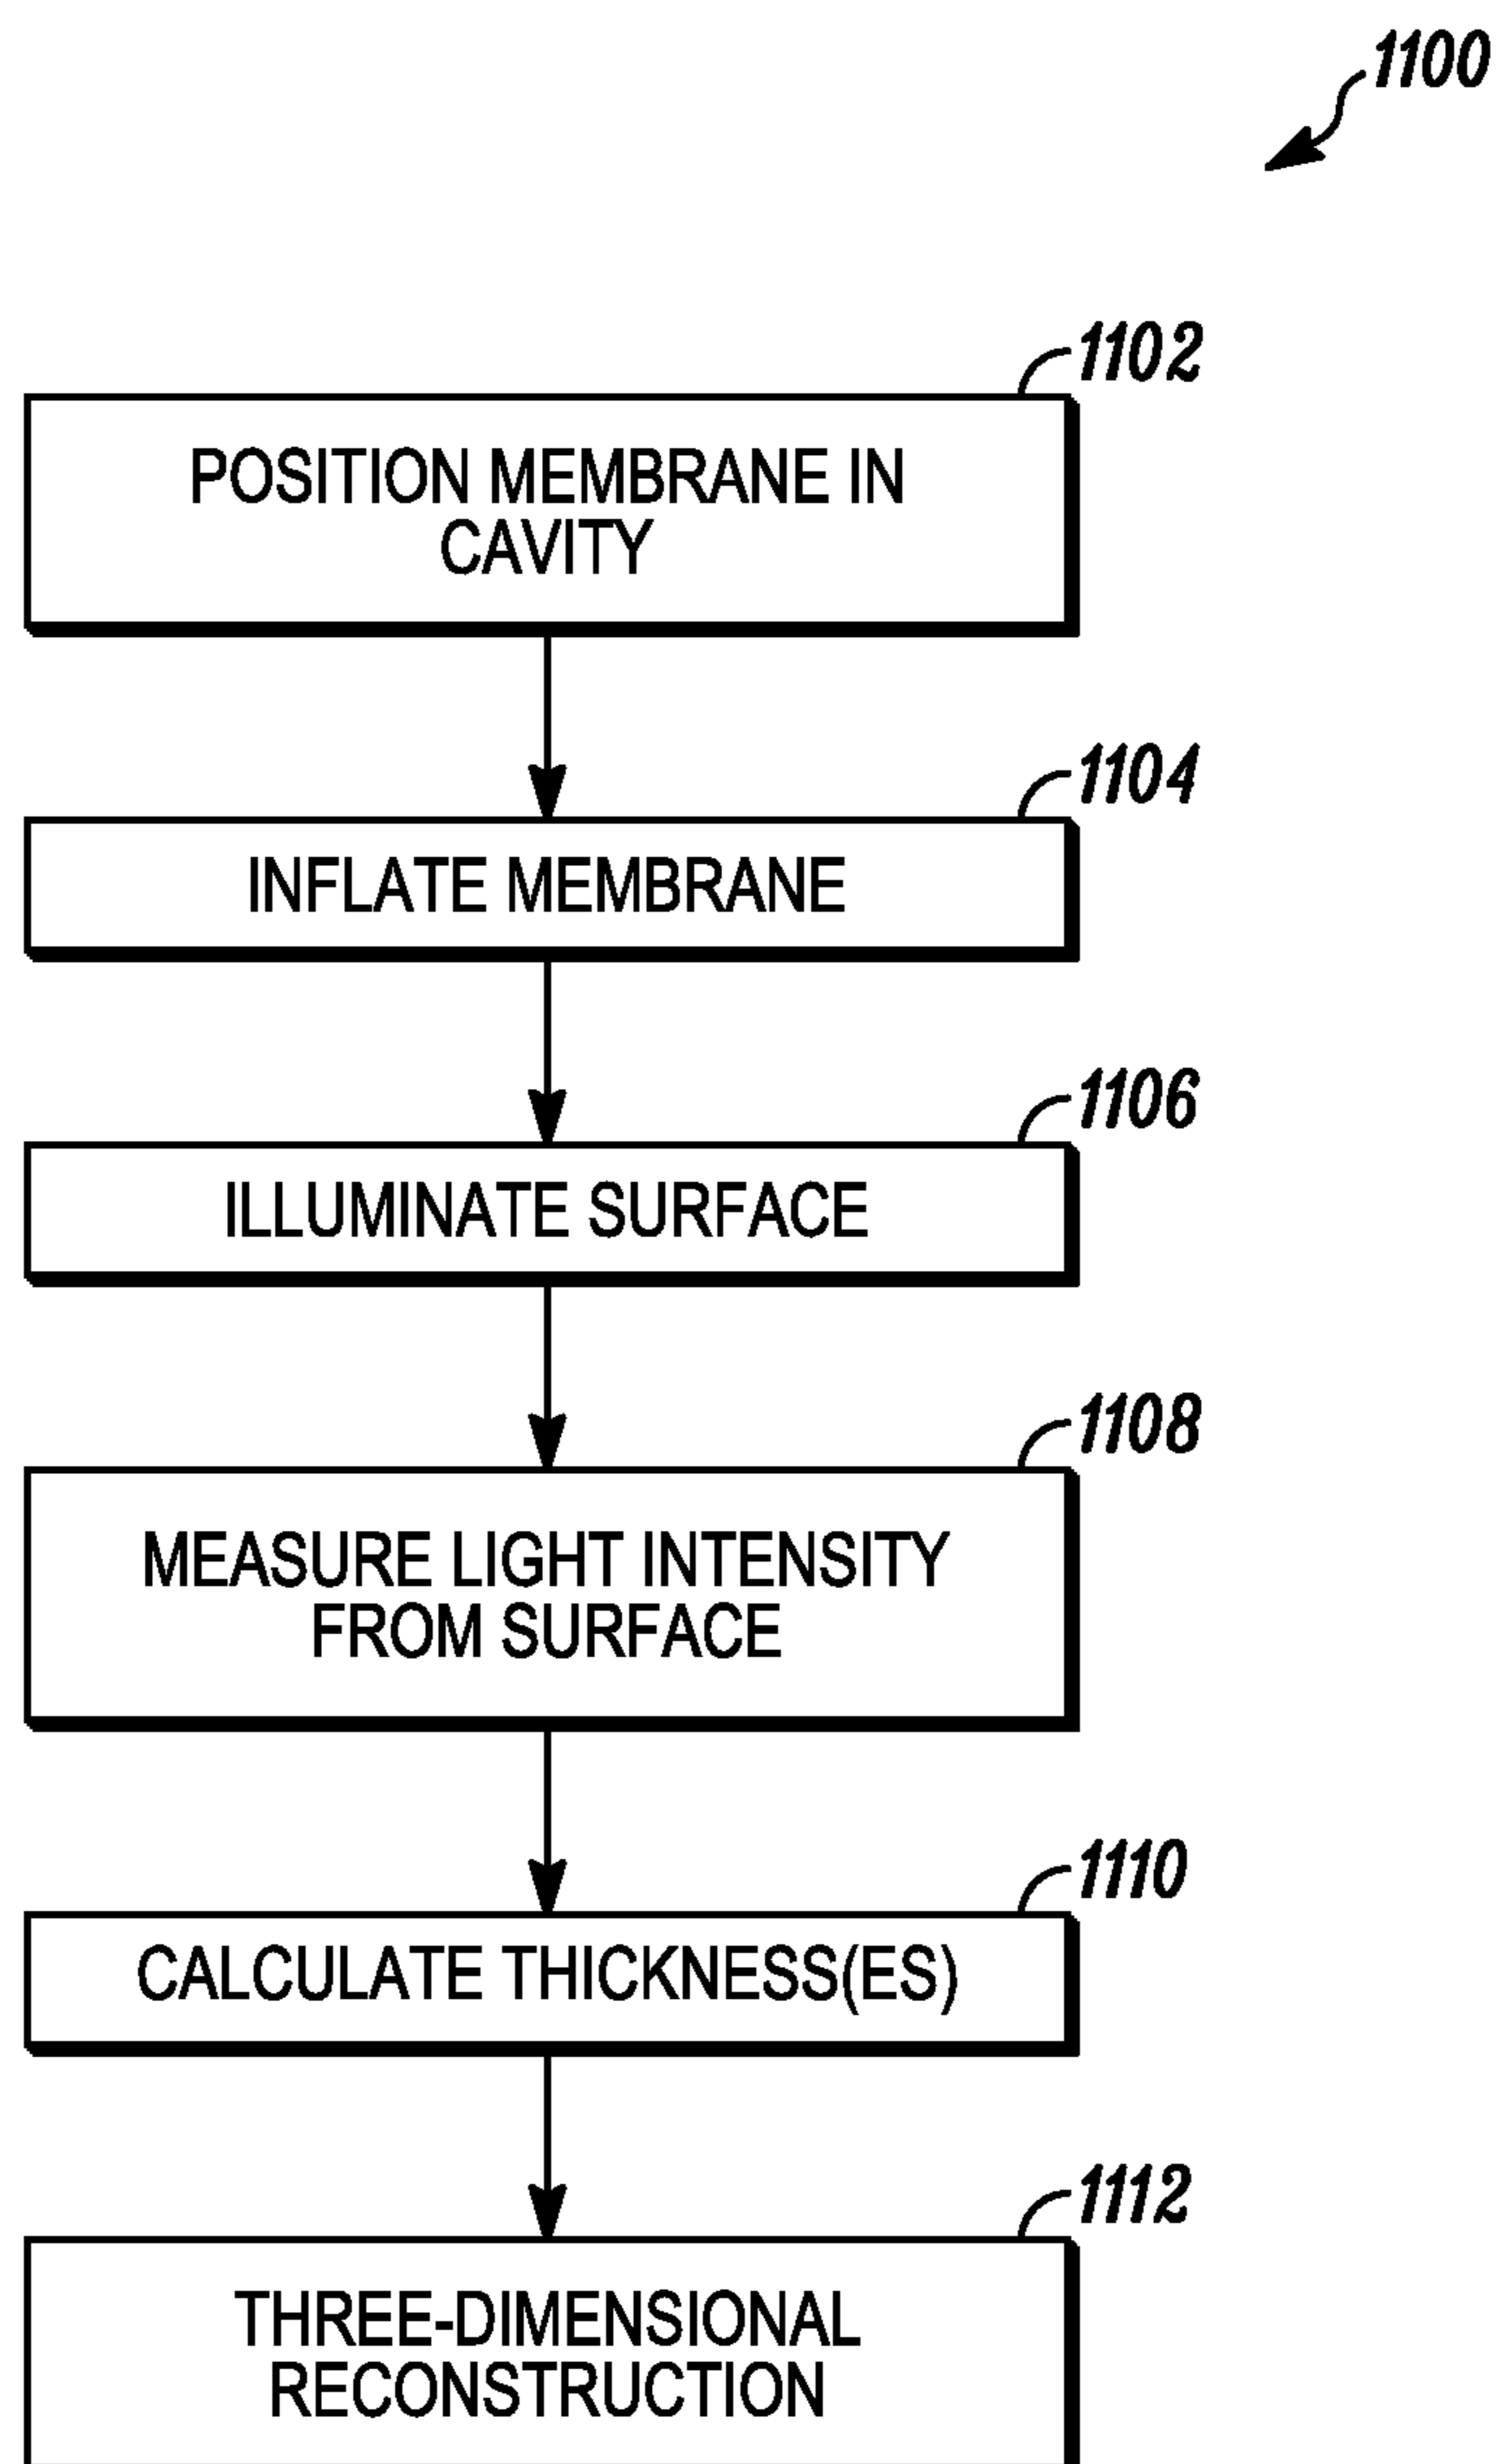 1100
1102
POSITION MEMBRANE IN
CAVITY
1104
INFLATE MEMBRANE
1106
ILLUMINATE SURFACE
1108
MEASURE LIGHT INTENSITY
FROM SURFACE
1110
CALCULATE THICKNESS(ES)
1112
THREE-DIMENSIONAL
RECONSTRUCTION